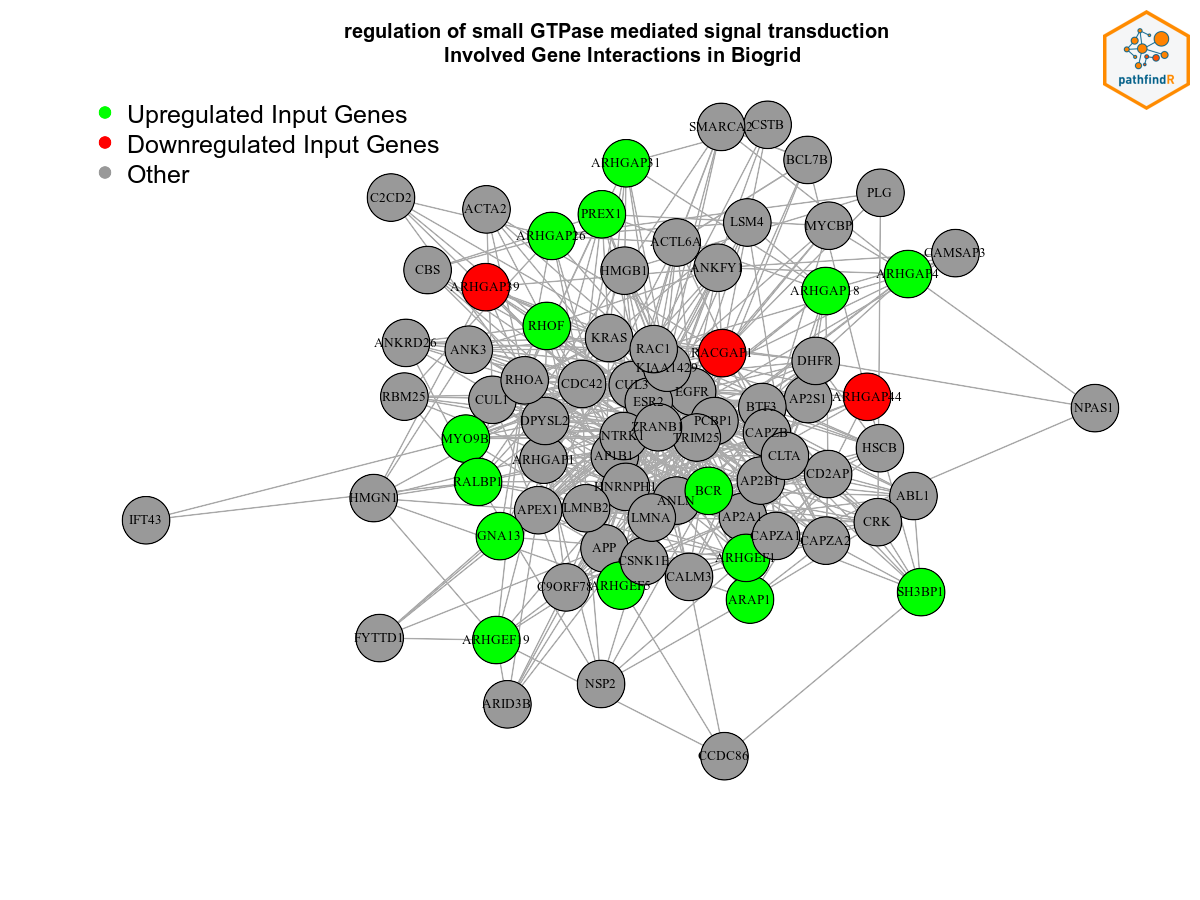 regulation of small GTPase mediated signal transduction
Involved Gene Interactions in Biogrid
pathfindR
Upregulated Input Genes
Downregulated Input Genes
Other
SMARCA2
CSTB
BCL7B
ARHGAP31
C2CD2
ACTA2
PREX1
PLG
ARHGAP26
LSM4
MYCBP
ACTL6A
CAMSAP3
CBS
HMGB1
ANKFY1
ARHGAP4
ARHGAP39
ARHGAP18
RHOF
ANKRD26
ANK3
KRAS
RAC1
RACGAP1
DHFR
KIAA1429
RHOA
CDC42
CUL3
EGFR
RBM25
CUL1
ESR2
BTF3
AP2S1
ARHGAP44
NPAS1
DPYSL2
PCBP1
ZRANB1
CAPZB
MYO9B
NTRK1
TRIM25
HSCB
ARHGAP1
AP1B1
CLTA
RALBP1
HNRNPH1
BCR
AP2B1
CD2AP
HMGN1
ANLN
ABL1
IFT43
APEX1
LMNB2
LMNA
AP2A1
CRK
GNA13
CAPZA1
CAPZA2
APP
CSNK1E
ARHGEF1
C9ORF78
ARHGEF5
CALM3
ARAP1
SH3BP1
FYTTD1
ARHGEF19
NSP2
ARID3B
CCDC86